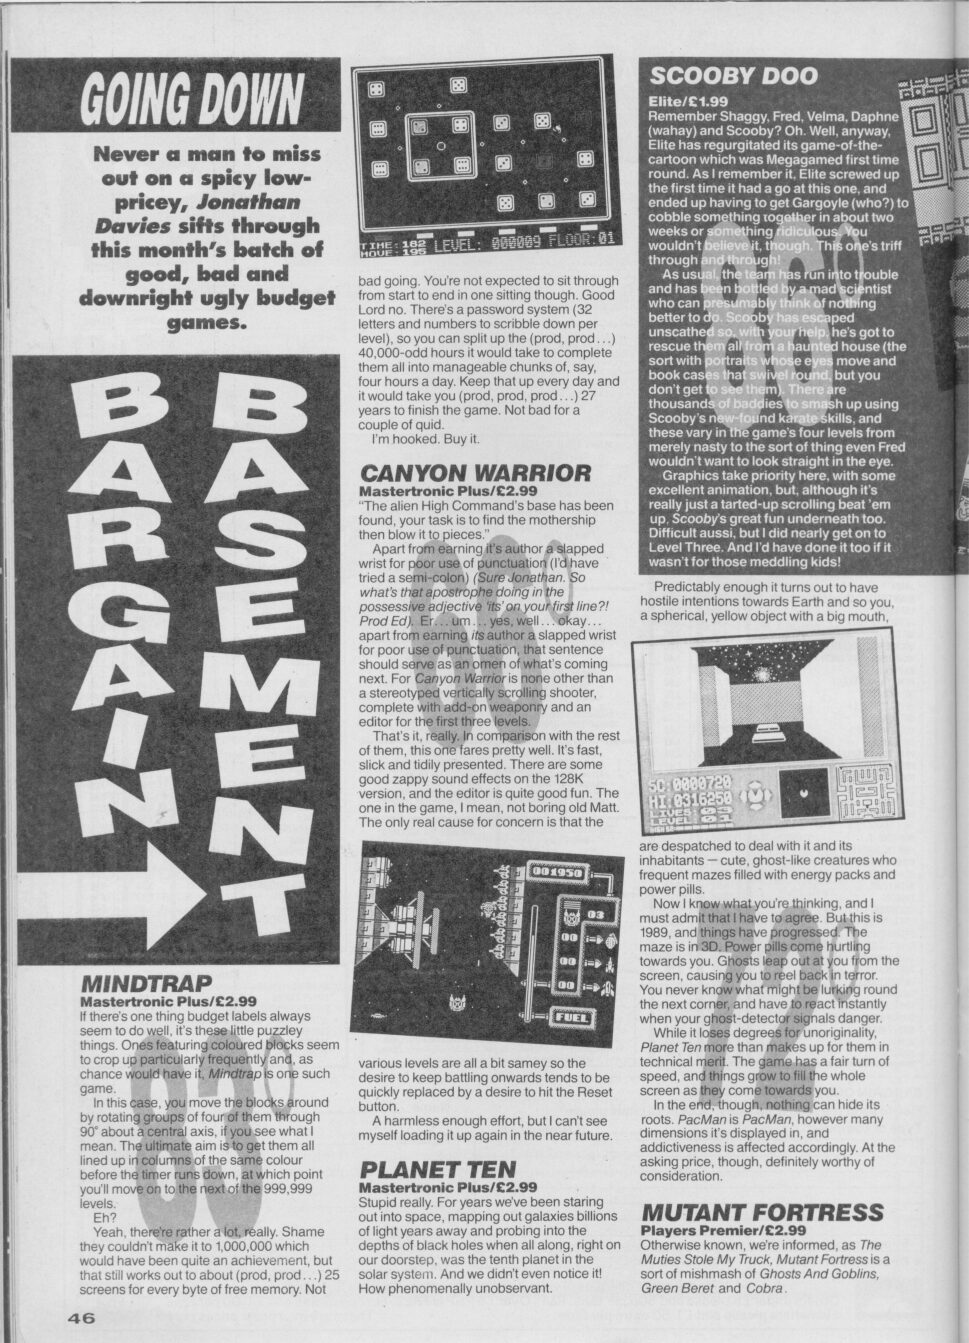 GOING DOWN
Never a man to miss
out on a spicy low-
pricey, Jonathan
Davies sifts through
this month's batch of
good, bad and
downright ugly budget
games.
BARGAIN
BASEMENT
MINDTRAP
Mastertronic Plus/£2.99
If there's one thing budget labels always
seem to do well, it's these little puzzley
things. Ones featuring coloured blocks seem
to crop up particularly frequently and, as
chance would have it, Mindtrap is one such
game.
In this case, you move the blocks around
by rotating groups of four of them through
90° about a central axis, if you see what I
mean. The ultimate aim is to get them all
lined up in columns of the same colour
before the timer runs down, at which point
you'll move on to the next of the 999,999
levels.
Eh?
Yeah, there're rather a lot, really. Shame
they couldn't make it to 1,000,000 which
would have been quite an achievement, but
that still works out to about (prod, prod...) 25
screens for every byte of free memory. Not
83°
46
TIME: 162 LEVEL: 000009 FLOOR:01
MOVE:195
bad going. You're not expected to sit through
from start to end in one sitting though. Good
Lord no. There's a password system (32
letters and numbers to scribble down per
level), so you can split up the (prod, prod...)
40,000-odd hours it would take to complete
them all into manageable chunks of, say,
four hours a day. Keep that up every day and
it would take you (prod, prod, prod...) 27
years to finish the game. Not bad for a
couple of quid.
I'm hooked. Buy it.
CANYON WARRIOR
Mastertronic Plus/£2.99
"The alien High Command's base has been
found, your task is to find the mothership
then blow it to pieces."
Apart from earning it's author a slapped
wrist for poor use of punctuation (I'd have
tried a semi-colon) (Sure Jonathan. So
what's that apostrophe doing in the
possessive adjective 'its' on your first line?!
Prod Ed). Er... um... yes, well... okay...
apart from earning its author a slapped wrist
for poor use of punctuation, that sentence
should serve as an omen of what's coming
next. For Canyon Warrior is none other than
a stereotyped vertically scrolling shooter,
complete with add-on weaponry and an
editor for the first three levels.
That's it, really. In comparison with the rest
of them, this one fares pretty well. It's fast,
slick and tidily presented. There are some
good zappy sound effects on the 128K
version, and the editor is quite good fun. The
one in the game, I mean, not boring old Matt.
The only real cause for concern is that the
001950
03
00
00
00
FUEL
various levels are all a bit samey so the
desire to keep battling onwards tends to be
quickly replaced by a desire to hit the Reset
button.
A harmless enough effort, but I can't see
myself loading it up again in the near future.
PLANET TEN
Mastertronic Plus/£2.99
Stupid really. For years we've been staring
out into space, mapping out galaxies billions
of light years away and probing into the
depths of black holes when all along, right on
our doorstep, was the tenth planet in the
solar system. And we didn't even notice it!
How phenomenally unobservant.
SCOOBY DOO
Elite/£1.99
Remember Shaggy, Fred, Velma, Daphne
(wahay) and Scooby? Oh. Well, anyway,
Elite has regurgitated its game-of-the-
cartoon which was Megagamed first time
round. As I remember it, Elite screwed up
the first time it had a go at this one, and
ended up having to get Gargoyle (who?) to
cobble something together in about two
weeks or something ridiculous. You
wouldn't believe it, though. This one's triff
through and through!
As usual, the team has run into trouble
and has been bottled by a mad scientist
who can presumably think of nothing
better to do. Scooby has escaped
unscathed so, with your help, he's got to
rescue them all from a haunted house (the
sort with portraits whose eyes move and
book cases that swivel round, but you
don't get to see them). There are
thousands of baddies to smash up using
Scooby's new-found karate skills, and
these vary in the game's four levels from
merely nasty to the sort of thing even Fred
wouldn't want to look straight in the eye.
Graphics take priority here, with some
excellent animation, but, although it's
really just a tarted-up scrolling beat 'em
up, Scooby's great fun underneath too.
Difficult aussi, but I did nearly get on to
Level Three. And I'd have done it too if it
wasn't for those meddling kids!
Predictably enough it turns out to have
hostile intentions towards Earth and so you,
a spherical, yellow object with a big mouth,
SC:0000720
HI:0316250
LIVES 03
LEVEL 01
are despatched to deal with it and its
inhabitants — cute, ghost-like creatures who
frequent mazes filled with energy packs and
power pills.
Now I know what you're thinking, and I
must admit that I have to agree. But this is
1989, and things have progressed. The
maze is in 3D. Power pills come hurtling
towards you. Ghosts leap out at you from the
screen, causing you to reel back in terror.
You never know what might be lurking round
the next corner, and have to react instantly
when your ghost-detector signals danger.
While it loses degrees for unoriginality,
Planet Ten more than makes up for them in
technical merit. The game has a fair turn of
speed, and things grow to fill the whole
screen as they come towards you.
In the end, though, nothing can hide its
roots. PacMan is PacMan, however many
dimensions it's displayed in, and
addictiveness is affected accordingly. At the
asking price, though, definitely worthy of
consideration.
72°
MUTANT FORTRESS
Players Premier/£2.99
Otherwise known, we're informed, as The
Muties Stole My Truck, Mutant Fortress is a
sort of mishmash of Ghosts And Goblins,
Green Beret and Cobra.